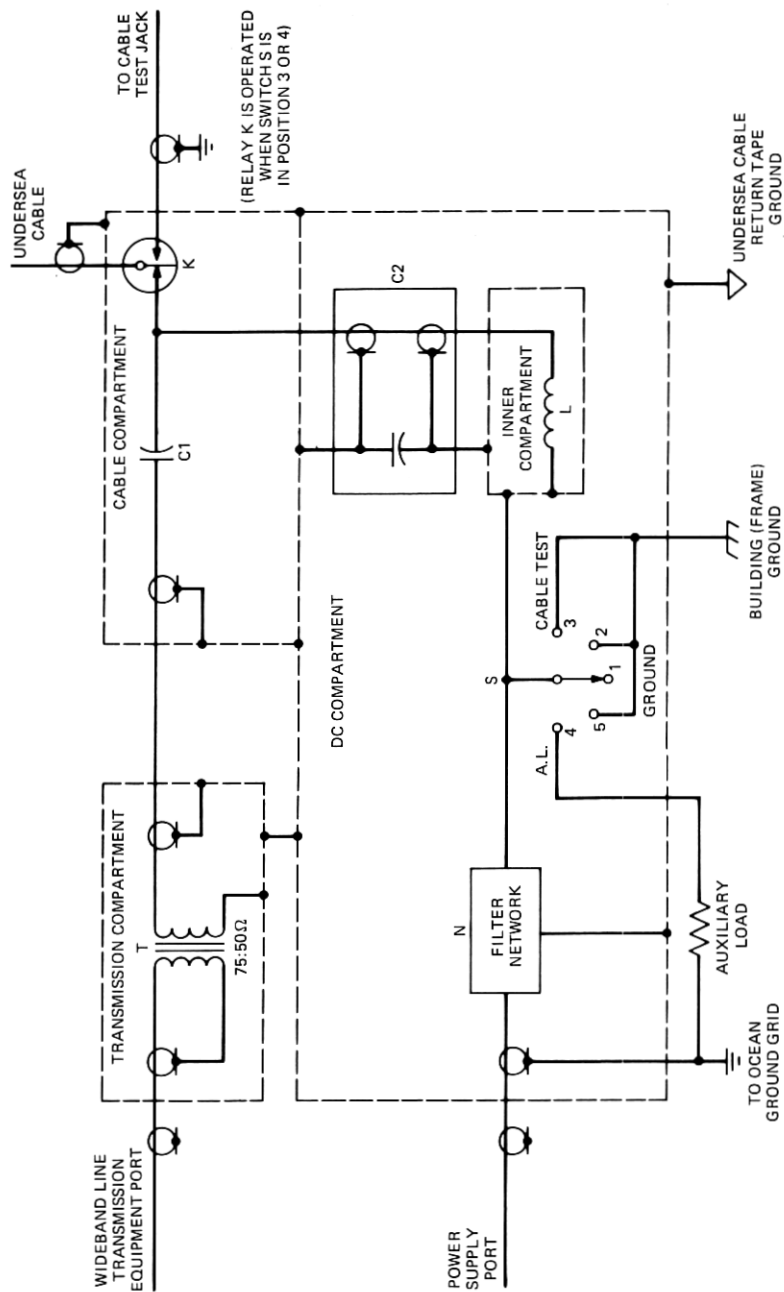 WIDEBAND LINE
TRANSMISSION
EQUIPMENT PORT
TRANSMISSION COMPARTMENT
T
75:50Ω
CABLE COMPARTMENT
C1
UNDERSEA
CABLE
K
TO CABLE
TEST JACK
(RELAY K IS OPERATED
WHEN SWITCH S IS
IN POSITION 3 OR 4)
DC COMPARTMENT
C2
INNER
COMPARTMENT
L
POWER
SUPPLY
PORT
N
FILTER
NETWORK
S
A.L.
CABLE TEST
4
3
5
2
1
GROUND
AUXILIARY
LOAD
TO OCEAN
GROUND GRID
BUILDING (FRAME)
GROUND
UNDERSEA CABLE
RETURN TAPE
GROUND